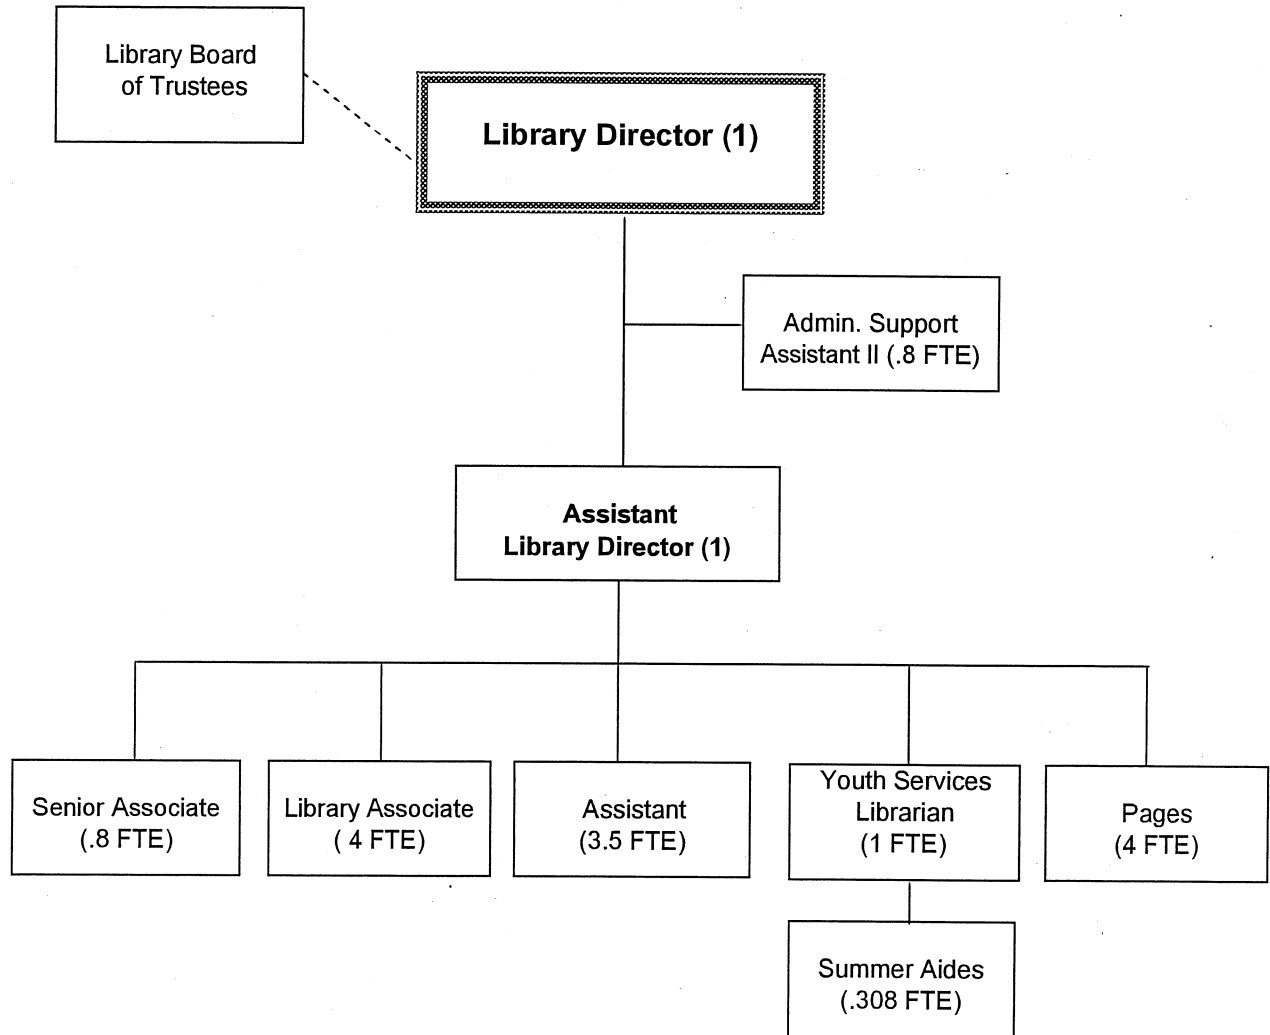 Library Board
of Trustees
Library Director (1)
Admin. Support
Assistant II (.8 FTE)
Assistant
Library Director (1)
Senior Associate
(.8 FTE)
Library Associate
( 4 FTE)
Assistant
(3.5 FTE)
Youth Services
Librarian
(1 FTE)
Pages
(4 FTE)
Summer Aides
(.308 FTE)